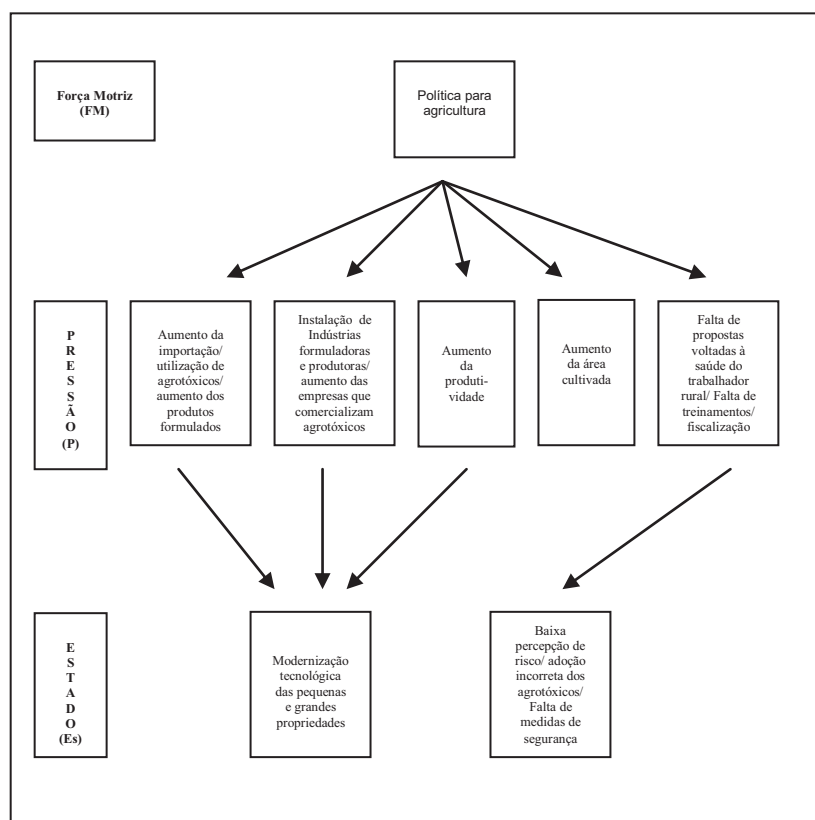 Força Motriz
(FM)
Política para
agricultura
P
R
E
S
S
Ã
O
(P)
Aumento da
importação/
utilização de
agrotóxicos/
aumento dos
produtos
formulados
Instalação de
Indústrias
formuladoras
e produtoras/
aumento das
empresas que
comercializam
agrotóxicos
Aumento
da
produti-
vidade
Aumento
da área
cultivada
Falta de
propostas
voltadas à
saúde do
trabalhador
rural/ Falta de
treinamentos/
fiscalização
E
S
T
A
D
O
(Es)
Modernização
tecnológica
das pequenas
e grandes
propriedades
Baixa
percepção de
risco/ adoção
incorreta dos
agrotóxicos/
Falta de
medidas de
segurança